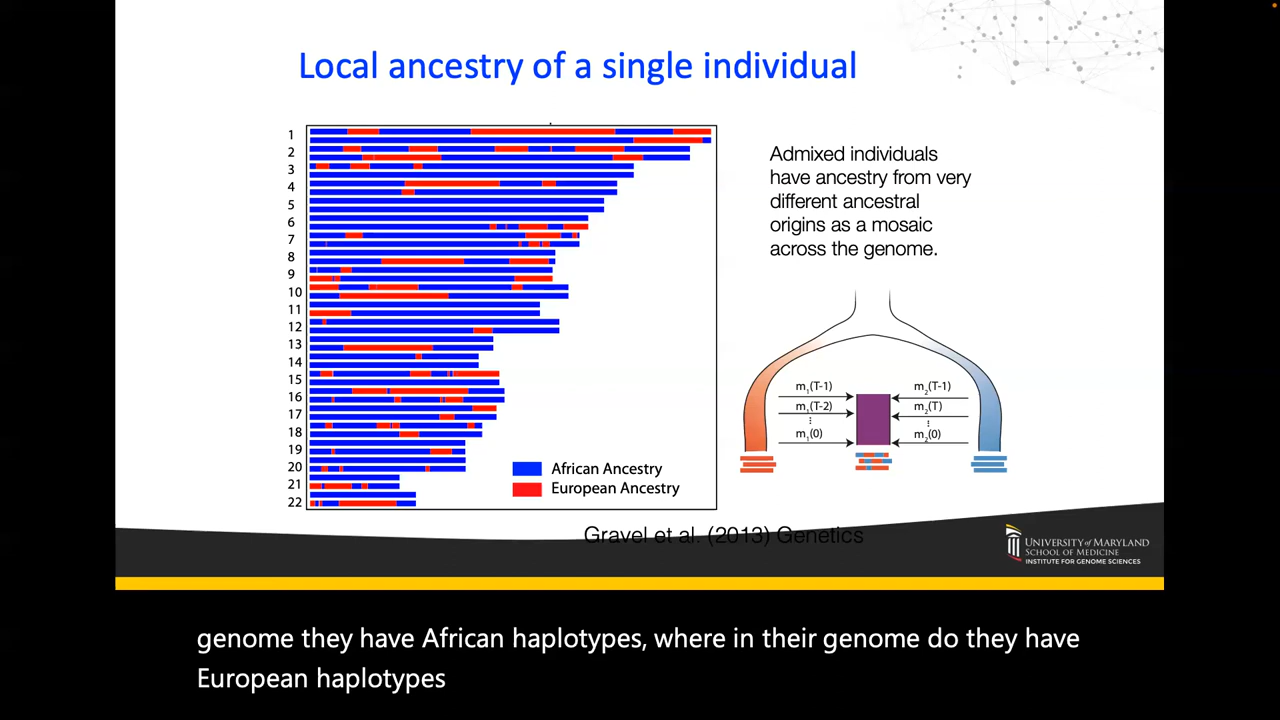 Local ancestry of a single individual
1
2
3
4
5
6
7
8
9
10
11
12
13
14
15
16
17
18
19
20
21
22
African Ancestry
European Ancestry
Admixed individuals
have ancestry from very
different ancestral
origins as a mosaic
across the genome.
m1(T-1)
m2(T-1)
m1(T-2)
m2(T)
⋮
⋮
m1(0)
m2(0)
Gravel et al. (2013) Genetics
UNIVERSITY of MARYLAND
SCHOOL OF MEDICINE
INSTITUTE FOR GENOME SCIENCES
genome they have African haplotypes, where in their genome do they have
European haplotypes